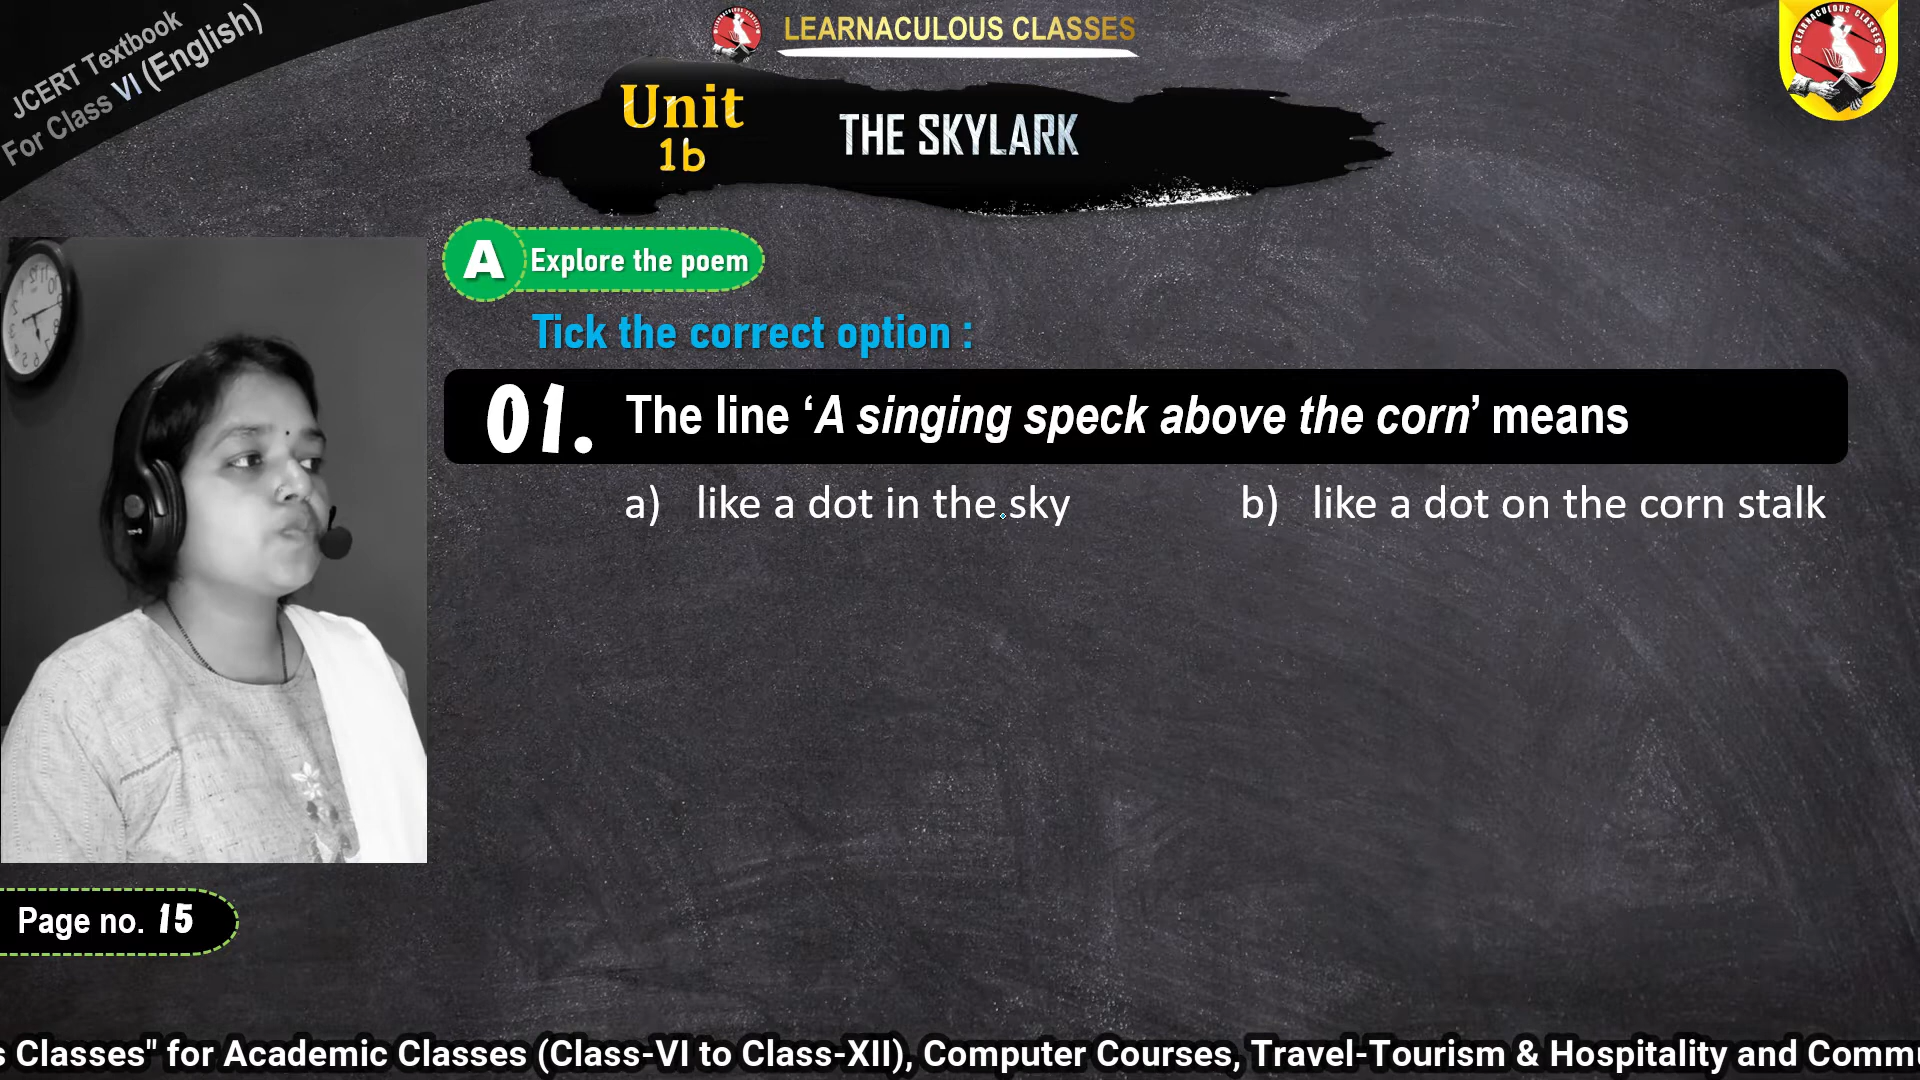 JCERT Textbook
For Class VI (English)
LEARNACULOUS CLASSES
LEARNACULOUS CLASSES
Unit
1b
THE SKYLARK
A Explore the poem
Tick the correct option :
01. The line ‘A singing speck above the corn’ means
a) like a dot in the sky
b) like a dot on the corn stalk
Page no. 15
s Classes" for Academic Classes (Class-VI to Class-XII), Computer Courses, Travel-Tourism & Hospitality and Comm